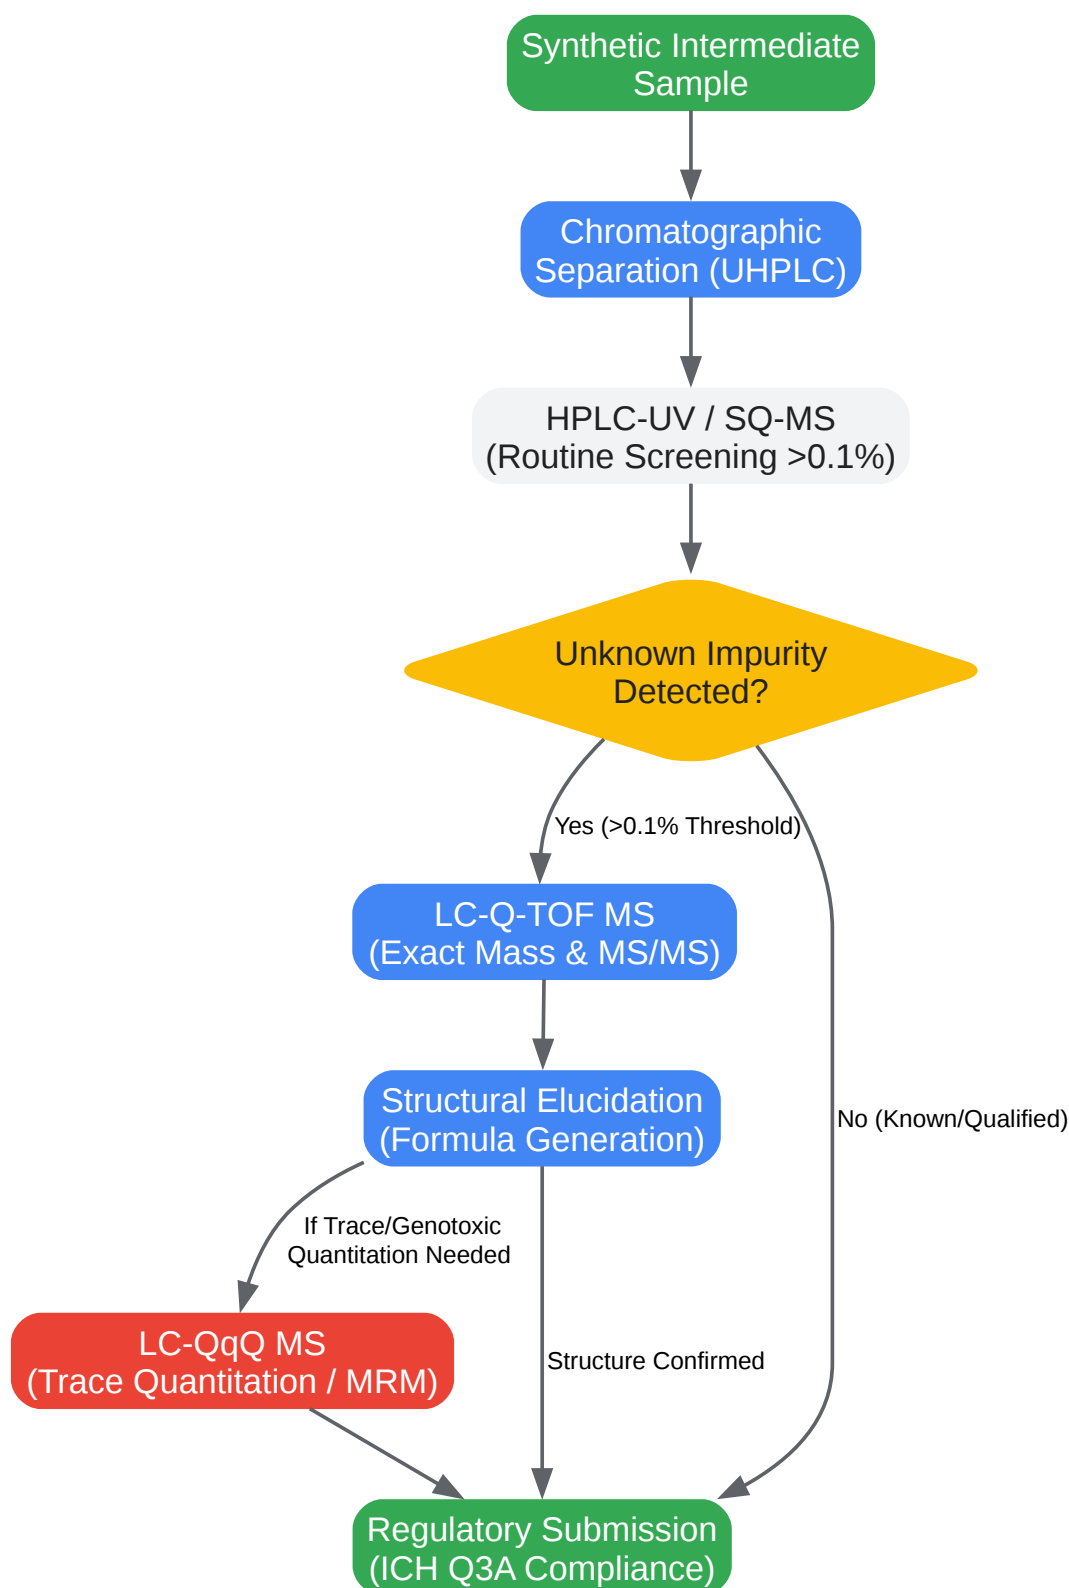 Synthetic Intermediate
Sample
Chromatographic
Separation (UHPLC)
HPLC-UV / SQ-MS
(Routine Screening >0.1%)
Unknown Impurity
Detected?
Yes (>0.1% Threshold)
LC-Q-TOF MS
(Exact Mass & MS/MS)
Structural Elucidation
(Formula Generation)
No (Known/Qualified)
If Trace/Genotoxic
Quantitation Needed
LC-QqQ MS
(Trace Quantitation / MRM)
Structure Confirmed
Regulatory Submission
(ICH Q3A Compliance)